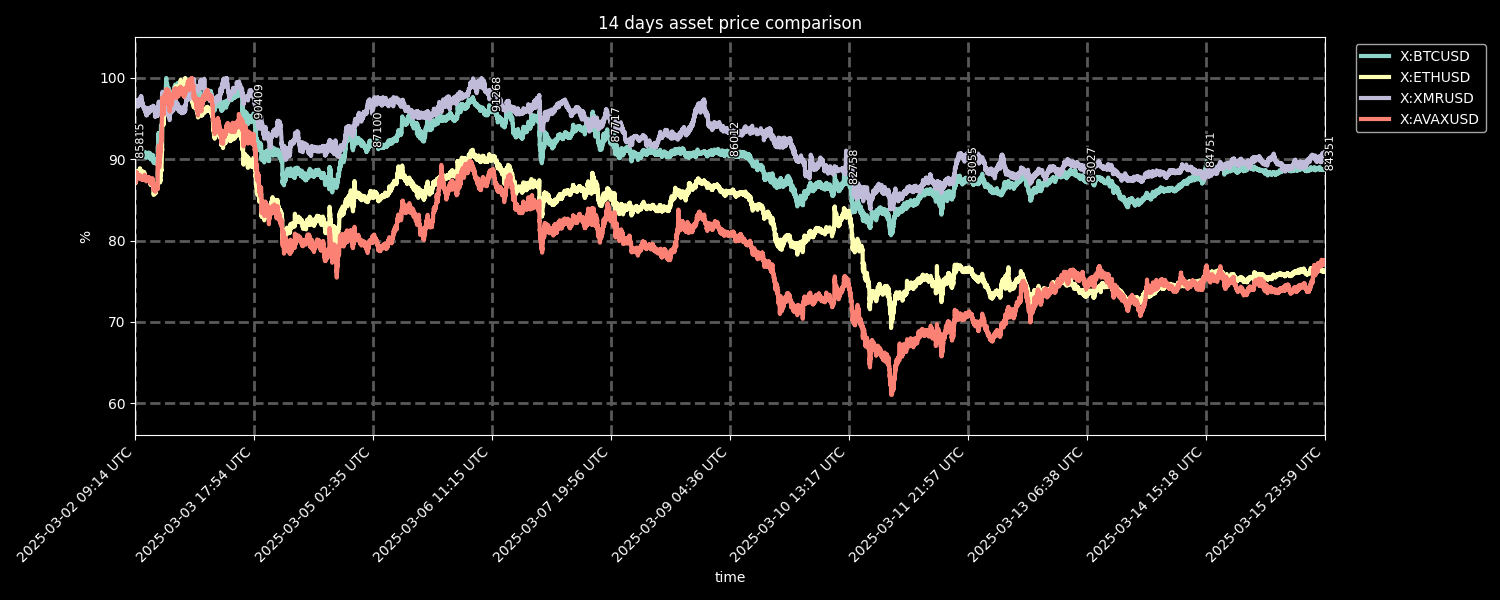 14 days asset price comparison
100
90
80
70
60
%
85815
90409
87100
91268
87717
86012
82758
83055
83027
84751
84351
2025-03-02 09:14 UTC
2025-03-03 17:54 UTC
2025-03-05 02:35 UTC
2025-03-06 11:15 UTC
2025-03-07 19:56 UTC
2025-03-09 04:36 UTC
2025-03-10 13:17 UTC
2025-03-11 21:57 UTC
2025-03-13 06:38 UTC
2025-03-14 15:18 UTC
2025-03-15 23:59 UTC
time
X:BTCUSD
X:ETHUSD
X:XMRUSD
X:AVAXUSD